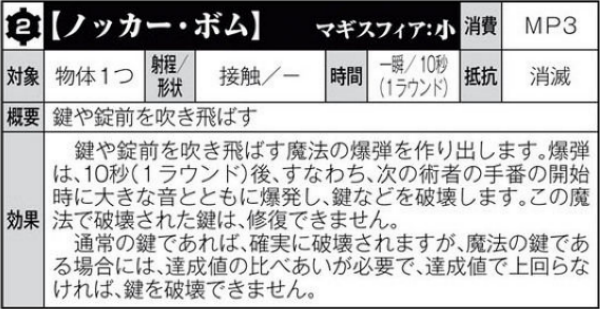 2 【ノッカー・ボム】 マギスフィア:小 消費 MP3
対象 物体1つ 射程/形状 接触/ー 時間 一瞬/10秒(1ラウンド) 抵抗 消滅
概要 鍵や錠前を吹き飛ばす
効果
鍵や錠前を吹き飛ばす魔法の爆弾を作り出します。爆弾
は、10秒(1ラウンド)後、すなわち、次の術者の手番の開始
時に大きな音とともに爆発し、鍵などを破壊します。この魔
法で破壊された鍵は、修復できません。
通常の鍵であれば、確実に破壊されますが、魔法の鍵であ
る場合には、達成値の比べあいが必要で、達成値で上回らな
ければ、鍵を破壊できません。